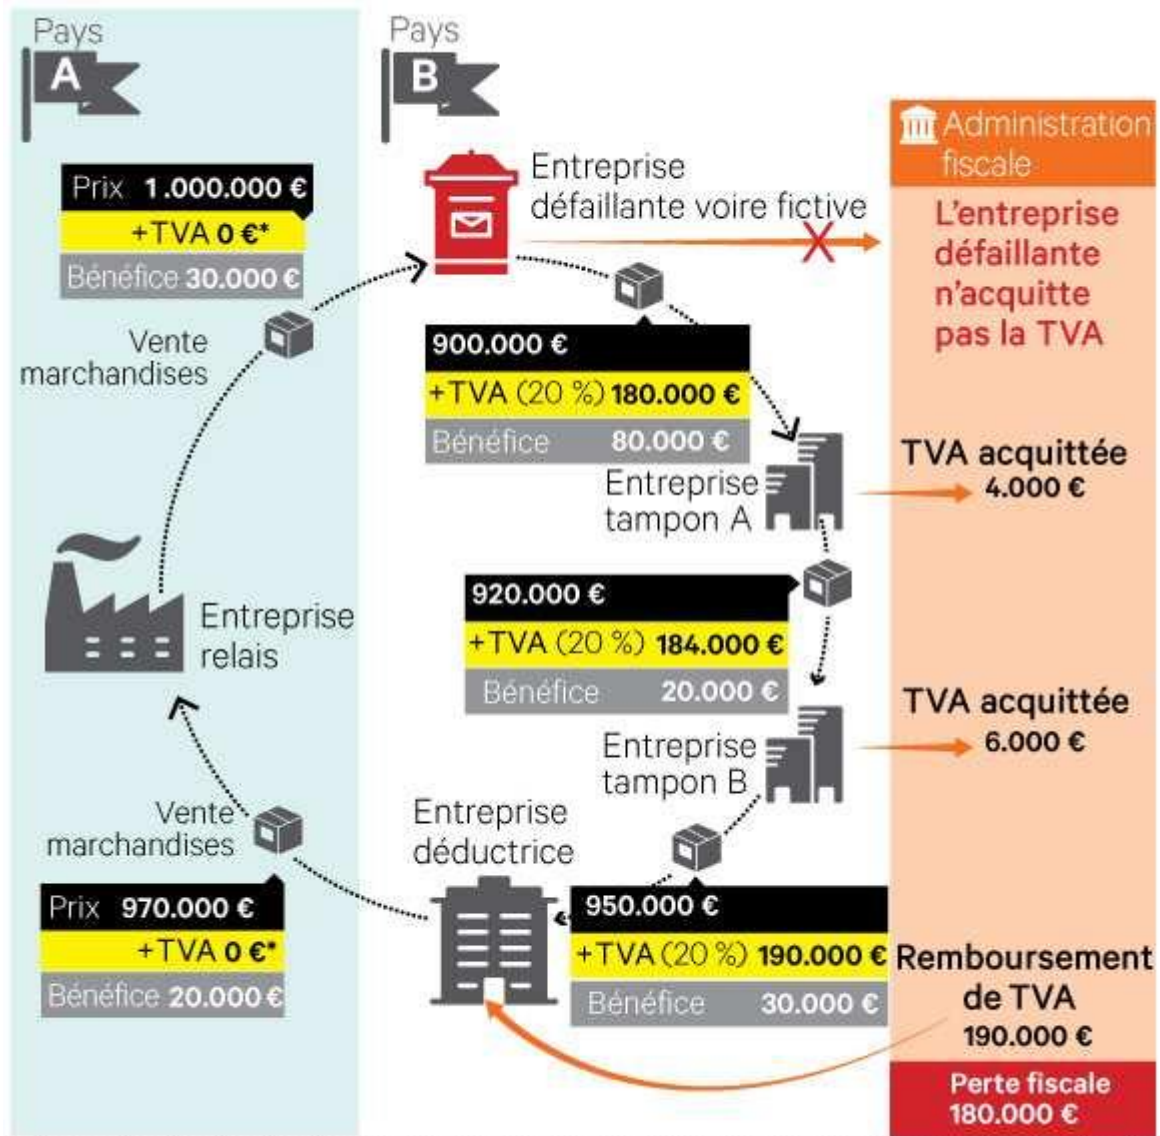 Pays
A
Prix 1.000.000 €
+TVA 0 €*
Bénéfice 30.000 €
Vente
marchandises
Entreprise
relais
Vente
marchandises
Prix 970.000 €
+TVA 0 €*
Bénéfice 20.000 €
Pays
B
Entreprise
défaillante voire fictive
900.000 €
+TVA (20 %) 180.000 €
Bénéfice 80.000 €
Entreprise
tampon A
920.000 €
+TVA (20 %) 184.000 €
Bénéfice 20.000 €
Entreprise
tampon B
Entreprise
déductrice
950.000 €
+TVA (20 %) 190.000 €
Bénéfice 30.000 €
Administration
fiscale
L'entreprise
défaillante
n'acquitte
pas la TVA
TVA acquittée
4.000 €
TVA acquittée
6.000 €
Remboursement
de TVA
190.000 €
Perte fiscale
180.000 €